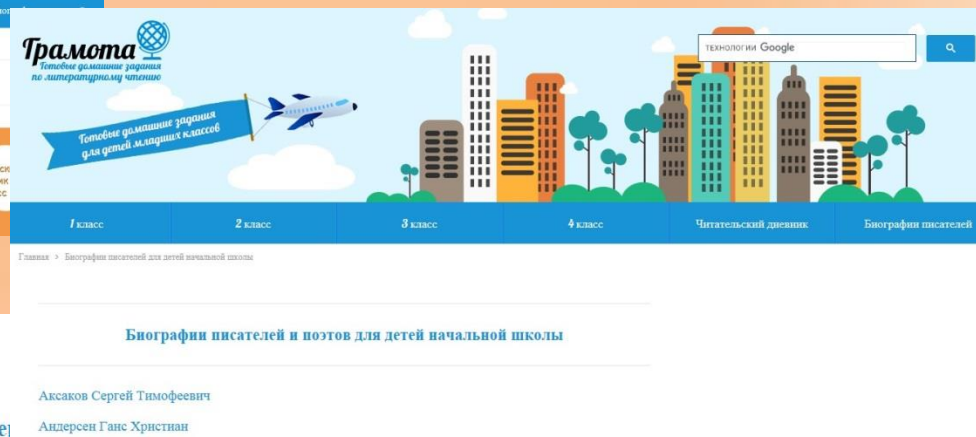 Грамота
Готовые домашние задания
по литературному чтению
Готовые домашние задания
для детей младших классов
ТЕХНОЛОГИИ Google
1 класс
2 класс
3 класс
4 класс
Читательский дневник
Биографии писателей
Главная > Биографии писателей для детей начальной школы
Биографии писателей и поэтов для детей начальной школы
Аксаков Сергей Тимофеевич
Андерсен Ганс Христиан